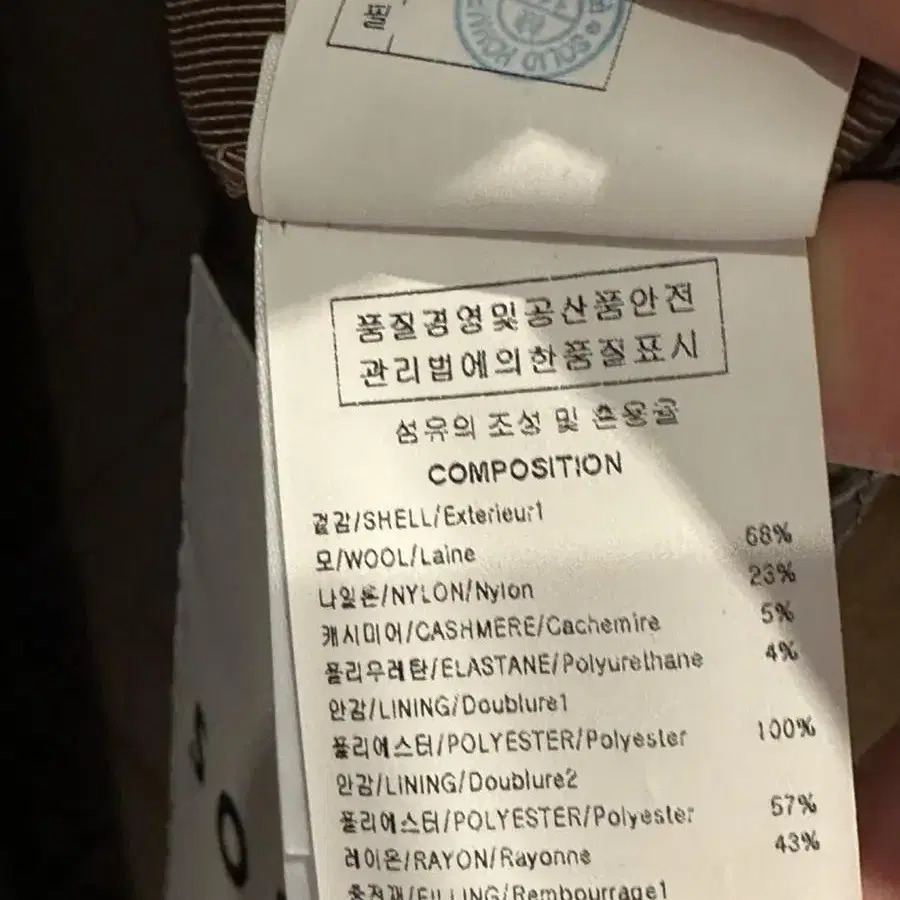 필
SOLID HOMME
품질경영및공산품안전
관리법에의한품질표시
섬유의 조성 및 혼용율
COMPOSITION
겉감/SHELL/Exterieur1
모/WOOL/Laine 68%
나일론/NYLON/Nylon 23%
캐시미어/CASHMERE/Cachemire 5%
폴리우레탄/ELASTANE/Polyurethane 4%
안감/LINING/Doublure1
폴리에스터/POLYESTER/Polyester 100%
안감/LINING/Doublure2
폴리에스터/POLYESTER/Polyester 57%
레이온/RAYON/Rayonne 43%
충전재/FILLING/Rembourrage1
S
O